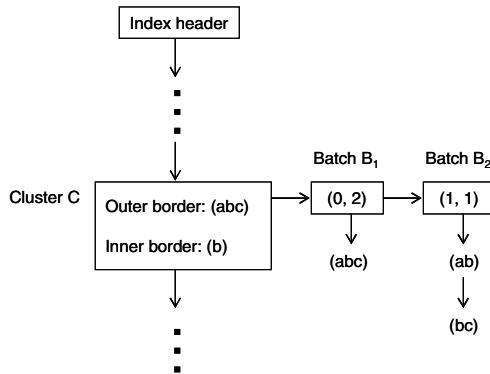 Index header
Batch B1
Batch B2
Cluster C
Outer border: (abc)
(0, 2)
(1, 1)
Inner border: (b)
(abc)
(ab)
(bc)